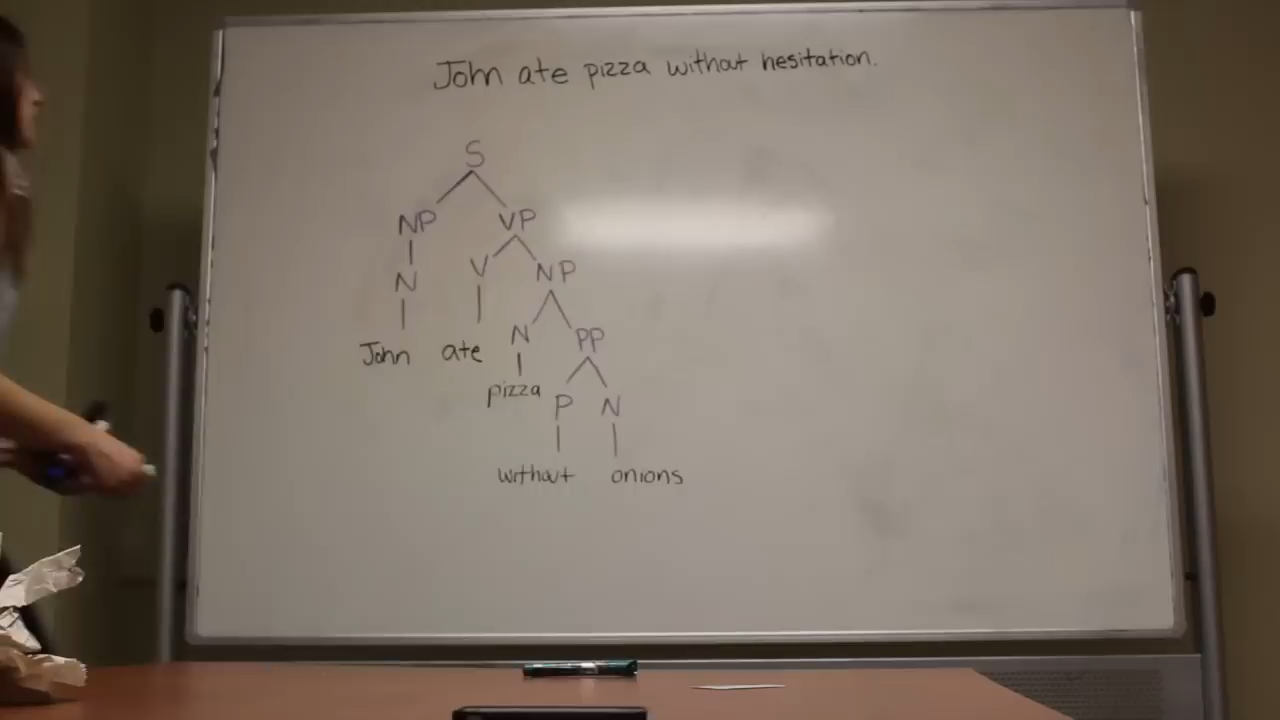 John ate pizza without hesitation.
S
NP VP
N V NP
John ate N PP
pizza P N
without onions